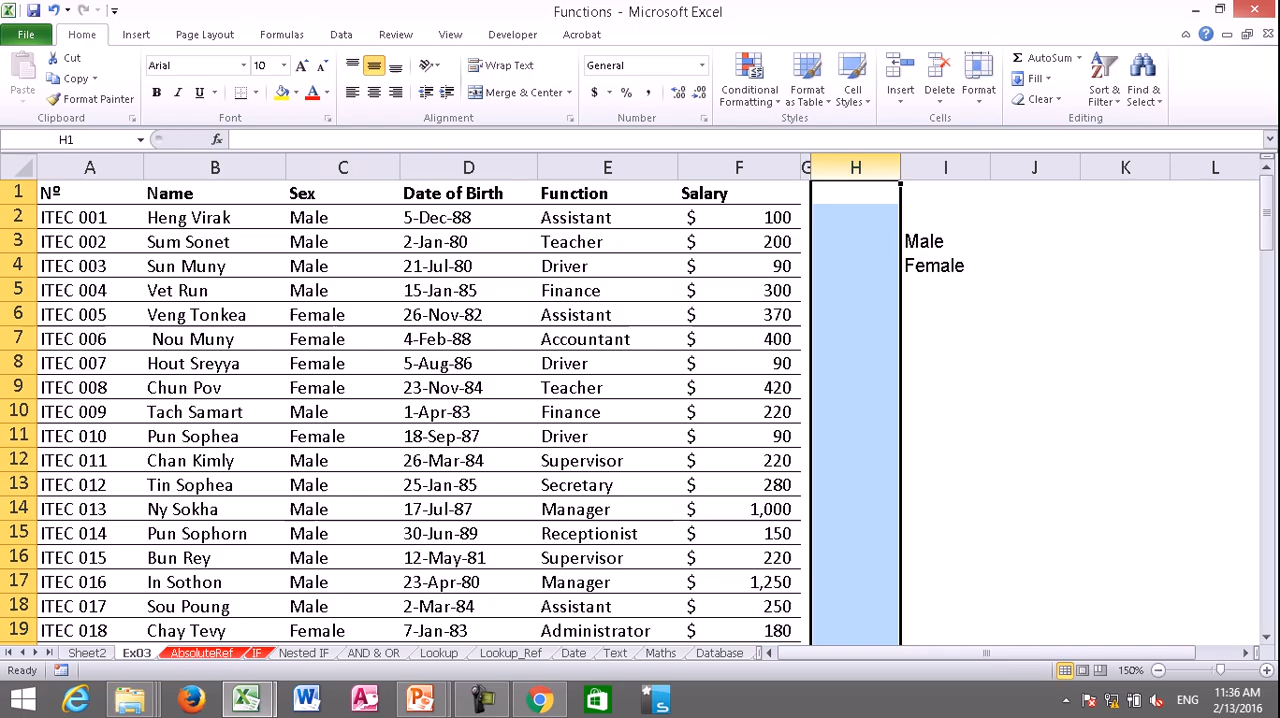 Functions - Microsoft Excel
File Home Insert Page Layout Formulas Data Review View Developer Acrobat
Paste Cut Copy Format Painter Clipboard
Arial 10 A A B I U A Font
Wrap Text Merge & Center Alignment
General $ % , Number
Conditional Formatting Format as Table Cell Styles Styles
Insert Delete Format Cells
Σ AutoSum Fill Clear Sort & Filter Find & Select Editing
H1 fx
A B C D E F G H I J K L
1 Nº Name Sex Date of Birth Function Salary
2 ITEC 001 Heng Virak Male 5-Dec-88 Assistant $ 100
3 ITEC 002 Sum Sonet Male 2-Jan-80 Teacher $ 200 Male
4 ITEC 003 Sun Muny Male 21-Jul-80 Driver $ 90 Female
5 ITEC 004 Vet Run Male 15-Jan-85 Finance $ 300
6 ITEC 005 Veng Tonkea Female 26-Nov-82 Assistant $ 370
7 ITEC 006 Nou Muny Female 4-Feb-88 Accountant $ 400
8 ITEC 007 Hout Sreyya Female 5-Aug-86 Driver $ 90
9 ITEC 008 Chun Pov Female 23-Nov-84 Teacher $ 420
10 ITEC 009 Tach Samart Male 1-Apr-83 Finance $ 220
11 ITEC 010 Pun Sophea Female 18-Sep-87 Driver $ 90
12 ITEC 011 Chan Kimly Male 26-Mar-84 Supervisor $ 220
13 ITEC 012 Tin Sophea Male 25-Jan-85 Secretary $ 280
14 ITEC 013 Ny Sokha Male 17-Jul-87 Manager $ 1,000
15 ITEC 014 Pun Sophorn Male 30-Jun-89 Receptionist $ 150
16 ITEC 015 Bun Rey Male 12-May-81 Supervisor $ 220
17 ITEC 016 In Sothon Male 23-Apr-80 Manager $ 1,250
18 ITEC 017 Sou Poung Male 2-Mar-84 Assistant $ 250
19 ITEC 018 Chay Tevy Female 7-Jan-83 Administrator $ 180
Sheet2 Ex03 AbsoluteRef IF Nested IF AND & OR Lookup Lookup_Ref Date Text Maths Database
Ready 150%
ENG 11:36 AM
2/13/2016